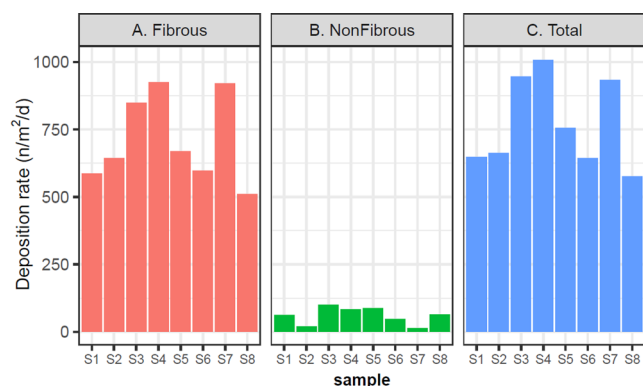 A. Fibrous
B. NonFibrous
C. Total
Deposition rate (n/m²/d)
1000
750
500
250
0
S1 S2 S3 S4 S5 S6 S7 S8
S1 S2 S3 S4 S5 S6 S7 S8
S1 S2 S3 S4 S5 S6 S7 S8
sample